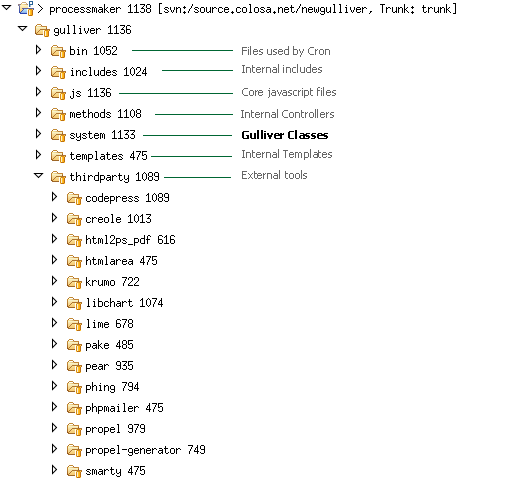 > processmaker 1138 [svn:/source.colosa.net/newgulliver, Trunk: trunk]
gulliver 1136
bin 1052 Files used by Cron
includes 1024 Internal includes
js 1136 Core javascript files
methods 1108 Internal Controllers
system 1133 Gulliver Classes
templates 475 Internal Templates
thirdparty 1089 External tools
codepress 1089
creole 1013
html2ps_pdf 616
htmlarea 475
krumo 722
libchart 1074
lime 678
pake 485
pear 935
phing 794
phpmailer 475
propel 979
propel-generator 749
smarty 475